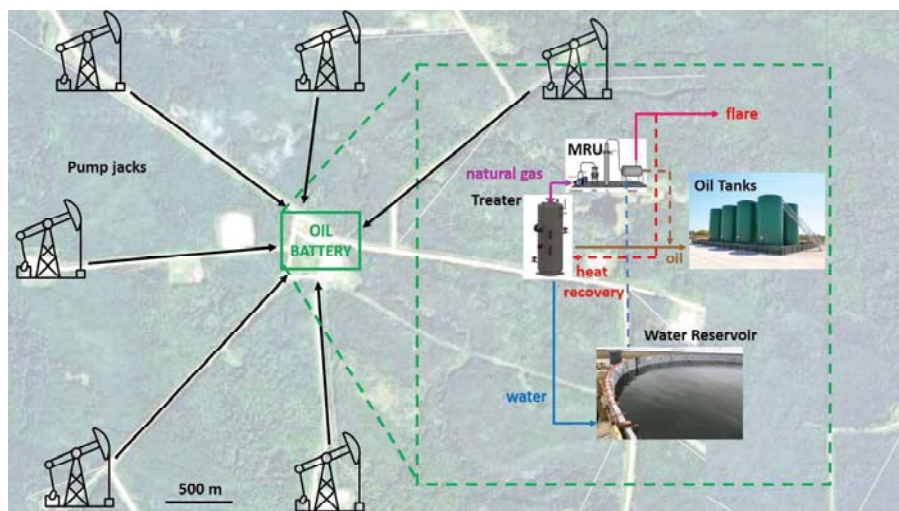 flare
MRU
natural gas
Oil Tanks
Pump jacks
Treater
OIL
BATTERY
oil
heat
recovery
Water Reservoir
water
500 m